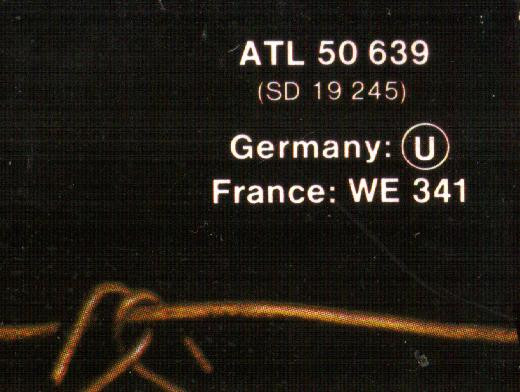 ATL 50 639
(SD 19 245)
Germany: U
France: WE 341